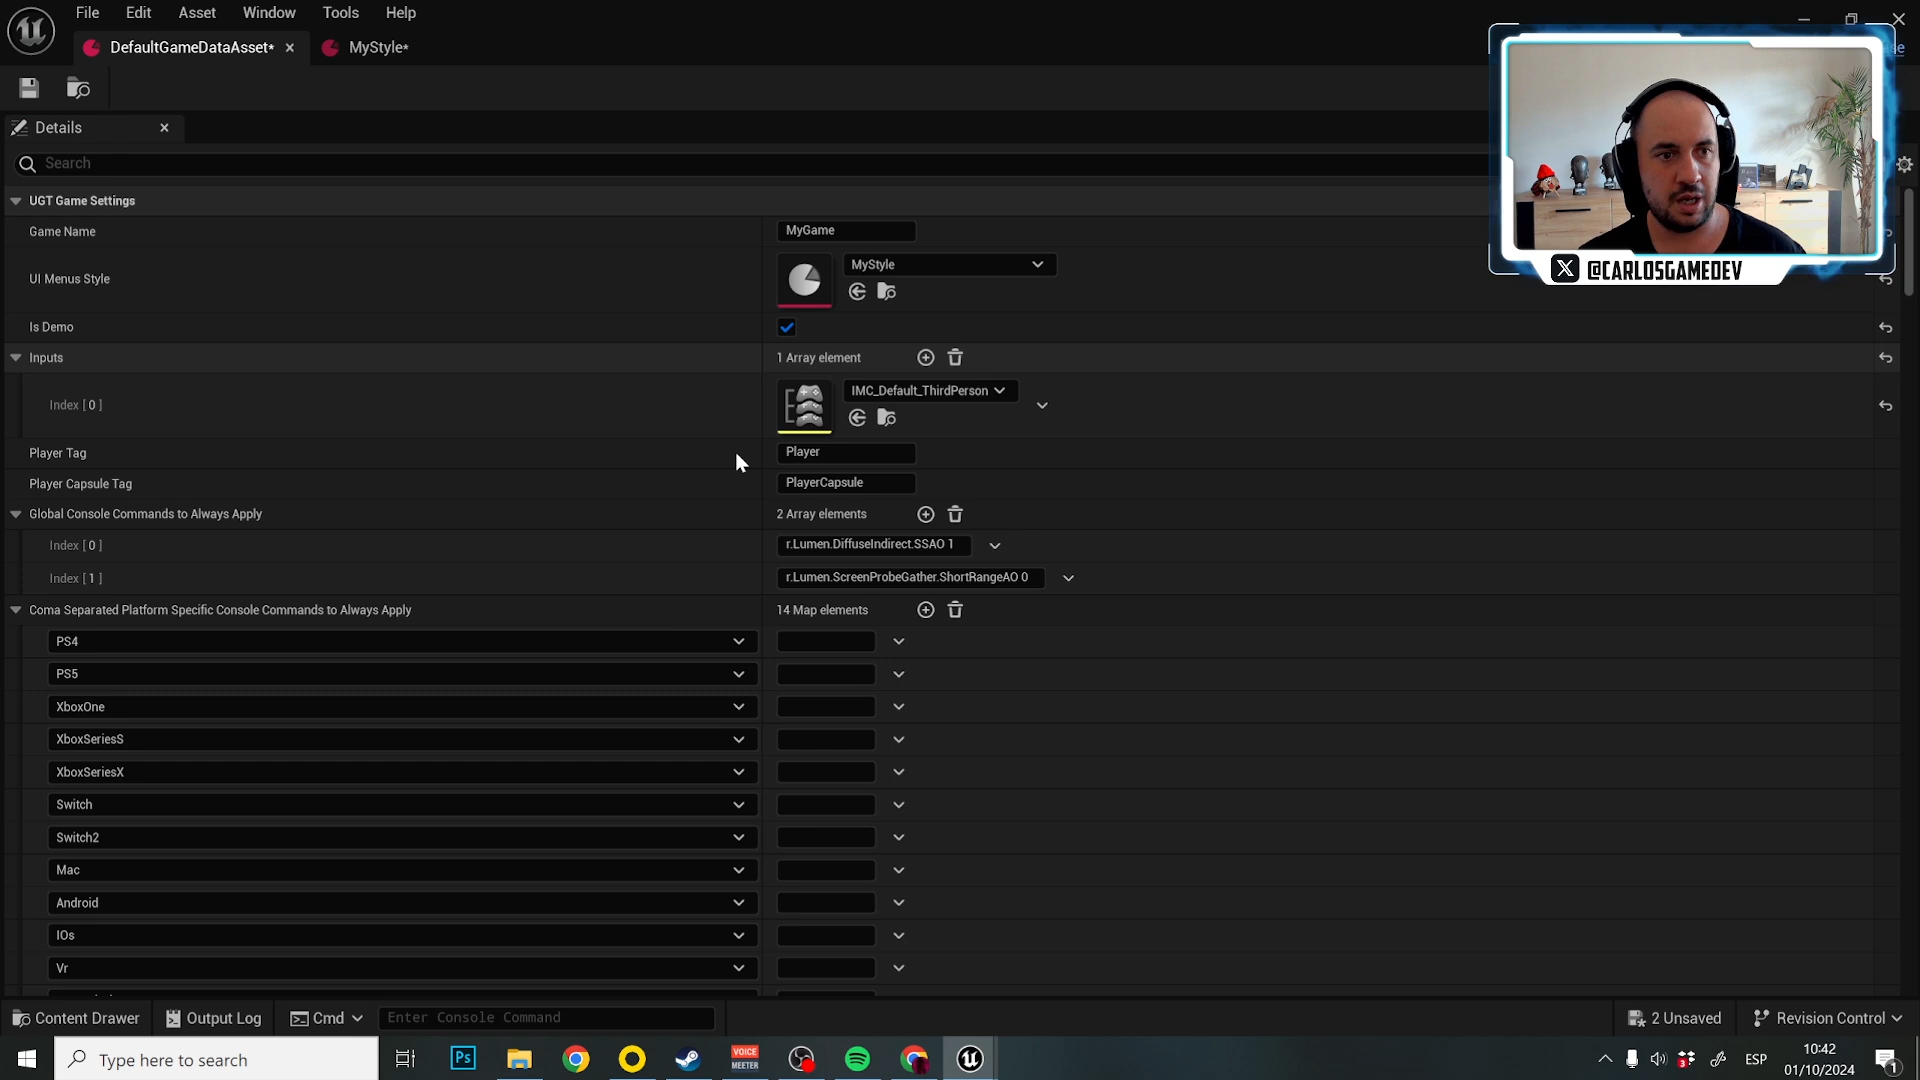 File Edit Asset Window Tools Help
DefaultGameDataAsset* MyStyle*
Details
Search
UGT Game Settings
Game Name MyGame
UI Menus Style MyStyle
Is Demo
Inputs 1 Array element
Index [ 0 ] IMC_Default_ThirdPerson
Player Tag Player
Player Capsule Tag PlayerCapsule
Global Console Commands to Always Apply 2 Array elements
Index [ 0 ] r.Lumen.DiffuseIndirect.SSAO 1
Index [ 1 ] r.Lumen.ScreenProbeGather.ShortRangeAO 0
Coma Separated Platform Specific Console Commands to Always Apply 14 Map elements
PS4
PS5
XboxOne
XboxSeriesS
XboxSeriesX
Switch
Switch2
Mac
Android
IOs
Vr
X @CARLOSGAMEDEV
Content Drawer Output Log Cmd Enter Console Command 2 Unsaved Revision Control
Type here to search Ps VOICE MEETER 3 ESP 10:42
01/10/2024 1